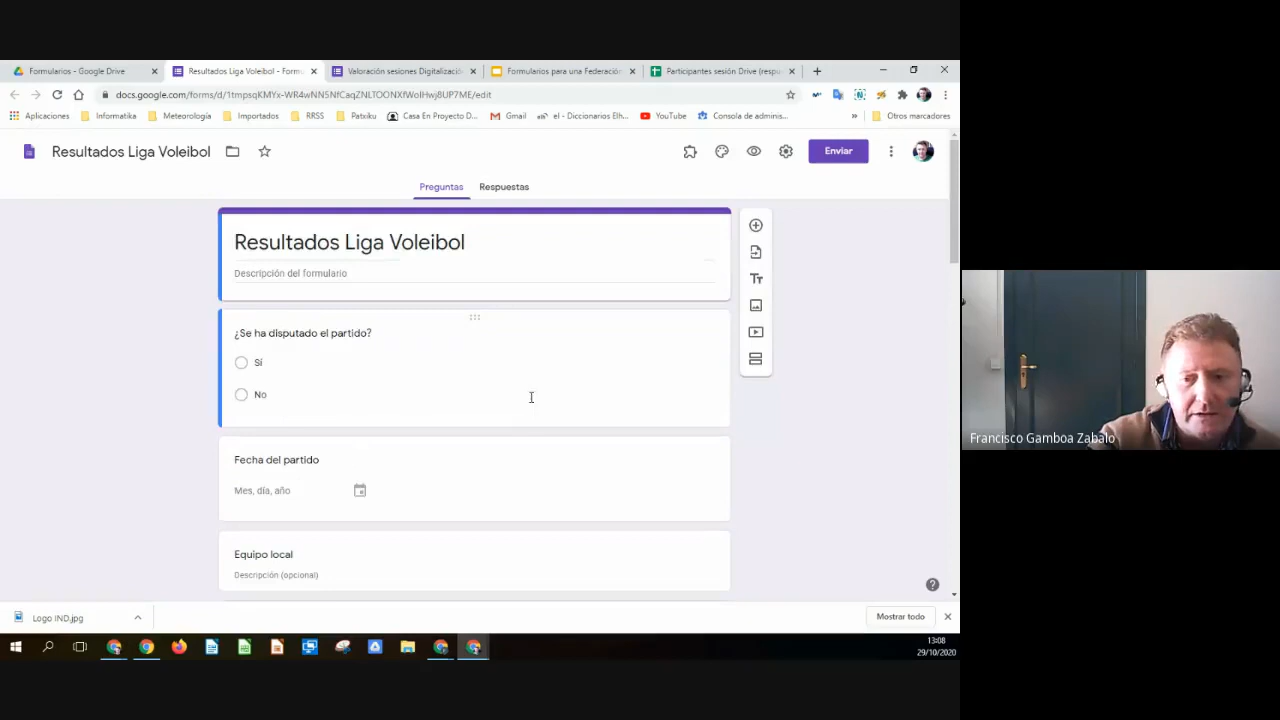 Formularios - Google Drive
Resultados Liga Voleibol - Formu
Valoración sesiones Digitalizació
Formularios para una Federación
Participantes sesión Drive (respu
docs.google.com/forms/d/1tmpsqKMYx-WR4wNN5NfCaqZNLTOONXfWoIHwj8UP7ME/edit
Aplicaciones
Informatika
Meteorología
Importados
RRSS
Patxiku
Casa En Proyecto D...
Gmail
el - Diccionarios Elh...
YouTube
Consola de adminis...
»
Otros marcadores
Resultados Liga Voleibol
Enviar
Preguntas
Respuestas
Resultados Liga Voleibol
Descripción del formulario
¿Se ha disputado el partido?
Sí
No
Fecha del partido
Mes, día, año
Equipo local
Descripción (opcional)
Francisco Gamboa Zabalo
Logo IND.jpg
Mostrar todo
13:08
29/10/2020